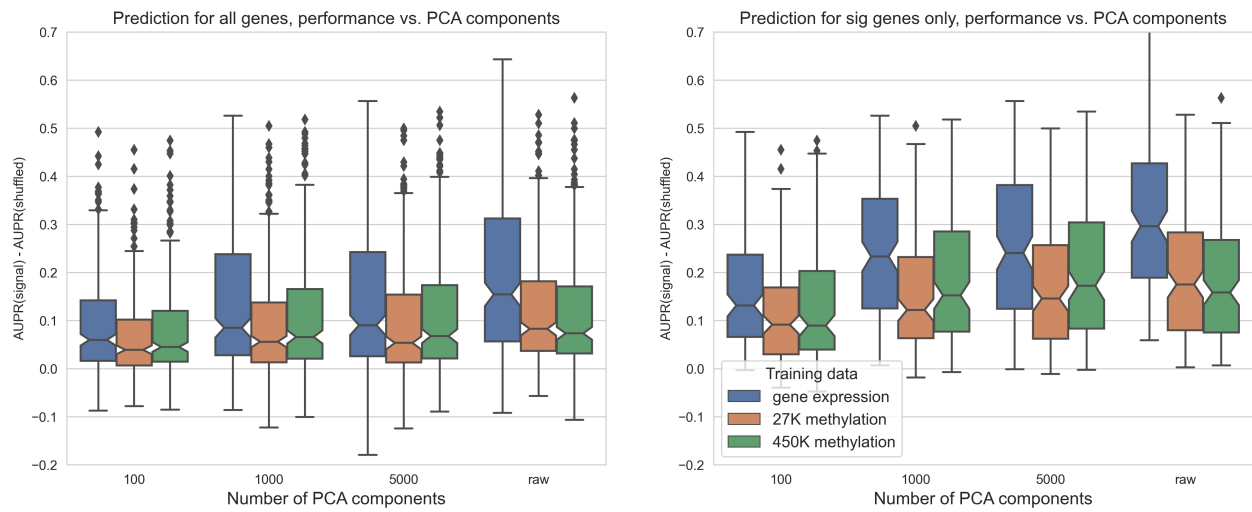 Prediction for all genes, performance vs. PCA components
0.7
0.6
0.5
0.4
0.3
0.2
0.1
0.0
−0.1
−0.2
AUPR(signal) - AUPR(shuffled)
100
1000
5000
raw
Number of PCA components
Prediction for sig genes only, performance vs. PCA components
0.7
0.6
0.5
0.4
0.3
0.2
0.1
0.0
−0.1
−0.2
AUPR(signal) - AUPR(shuffled)
Training data
gene expression
27K methylation
450K methylation
100
1000
5000
raw
Number of PCA components